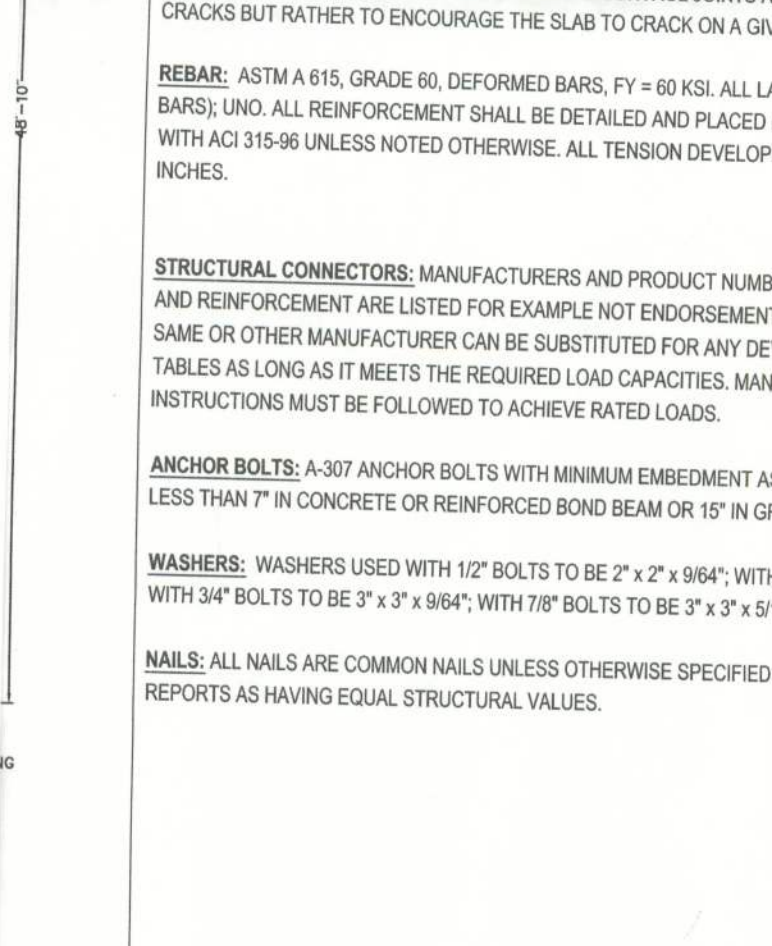 CRACKS BUT RATHER TO ENCOURAGE THE SLAB TO CRACK ON A
48'-10"
REBAR: ASTM A 615, GRADE 60, DEFORMED BARS, FY = 60 KSI. ALL
BARS); UNO. ALL REINFORCEMENT SHALL BE DETAILED AND PLACED
WITH ACI 315-96 UNLESS NOTED OTHERWISE. ALL TENSION DEVELOP
INCHES.
STRUCTURAL CONNECTORS: MANUFACTURERS AND PRODUCT NUMB
AND REINFORCEMENT ARE LISTED FOR EXAMPLE NOT ENDORSEMENT
SAME OR OTHER MANUFACTURER CAN BE SUBSTITUTED FOR ANY DE
TABLES AS LONG AS IT MEETS THE REQUIRED LOAD CAPACITIES. MAN
INSTRUCTIONS MUST BE FOLLOWED TO ACHIEVE RATED LOADS.
ANCHOR BOLTS: A-307 ANCHOR BOLTS WITH MINIMUM EMBEDMENT AS
LESS THAN 7" IN CONCRETE OR REINFORCED BOND BEAM OR 15" IN
WASHERS: WASHERS USED WITH 1/2" BOLTS TO BE 2" x 2" x 9/64"; WITH
WITH 3/4" BOLTS TO BE 3" x 3" x 9/64"; WITH 7/8" BOLTS TO BE 3" x 3" x 5/
NAILS: ALL NAILS ARE COMMON NAILS UNLESS OTHERWISE SPECIFIED
REPORTS AS HAVING EQUAL STRUCTURAL VALUES.
NG